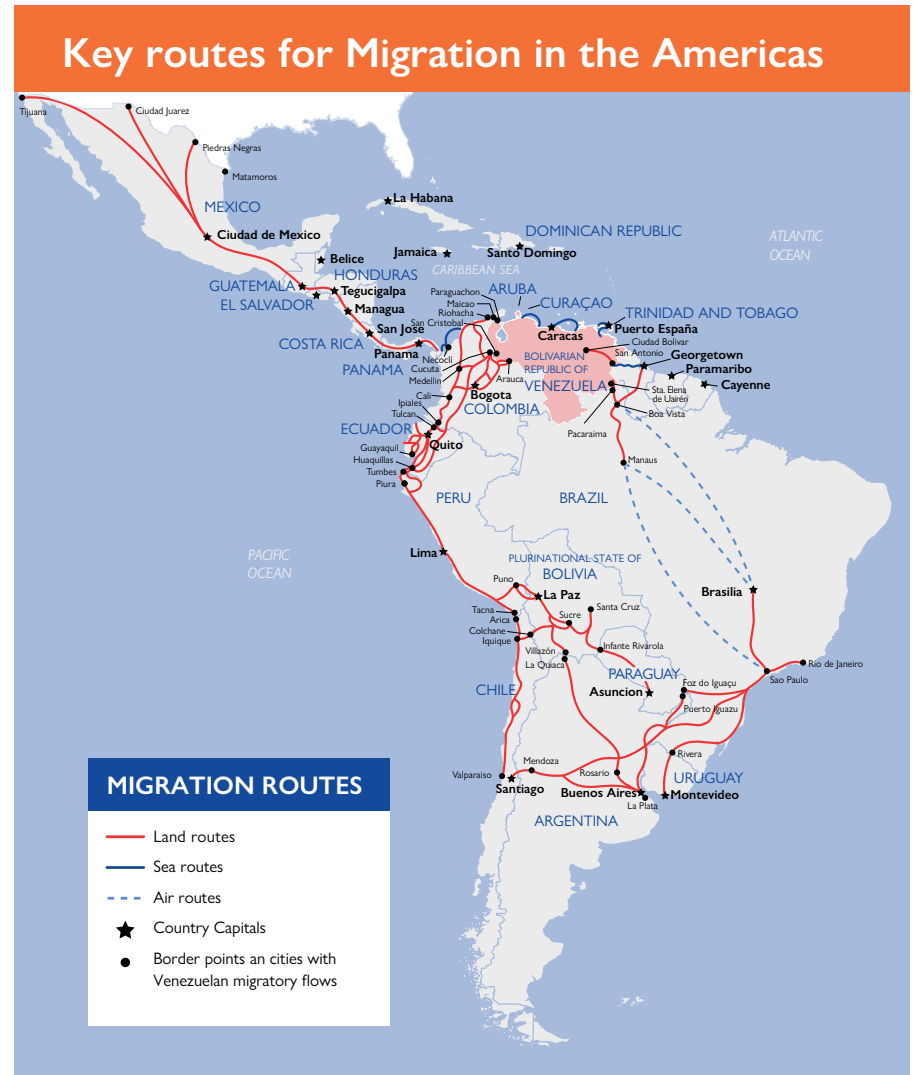 Key routes for Migration in the Americas
Tijuana
Ciudad Juarez
Piedras Negras
Matamoros
MEXICO
Ciudad de Mexico
La Habana
DOMINICAN REPUBLIC
Jamaica
Santo Domingo
ATLANTIC
OCEAN
CARIBBEAN SEA
Belice
HONDURAS
GUATEMALA
Tegucigalpa
EL SALVADOR
Managua
San Jose
COSTA RICA
Panama
PANAMA
Paraguachon
Maicao
Riohacha
San Cristobal
ARUBA
CURAÇAO
TRINIDAD AND TOBAGO
Puerto España
Caracas
Ciudad Bolivar
San Antonio
Georgetown
Paramaribo
Cayenne
BOLIVARIAN
REPUBLIC OF
VENEZUELA
Necoclí
Cucuta
Medellin
Arauca
Bogota
COLOMBIA
Sta. Elena
de Uairén
Boa Vista
Pacaraima
Cali
Ipiales
Tulcan
ECUADOR
Quito
Guayaquil
Huaquillas
Tumbes
Piura
Manaus
PERU
BRAZIL
PACIFIC
OCEAN
Lima
PLURINATIONAL STATE OF
BOLIVIA
Puno
La Paz
Brasilia
Tacna
Arica
Colchane
Iquique
Sucre
Santa Cruz
Villazón
La Quiaca
Infante Rivarola
PARAGUAY
Asuncion
Foz do Iguaçu
Puerto Iguazu
Rio de Janeiro
Sao Paulo
CHILE
Valparaiso
Mendoza
Santiago
Rosario
Rivera
URUGUAY
Buenos Aires
Montevideo
La Plata
ARGENTINA
MIGRATION ROUTES
Land routes
Sea routes
Air routes
Country Capitals
Border points an cities with
Venezuelan migratory flows